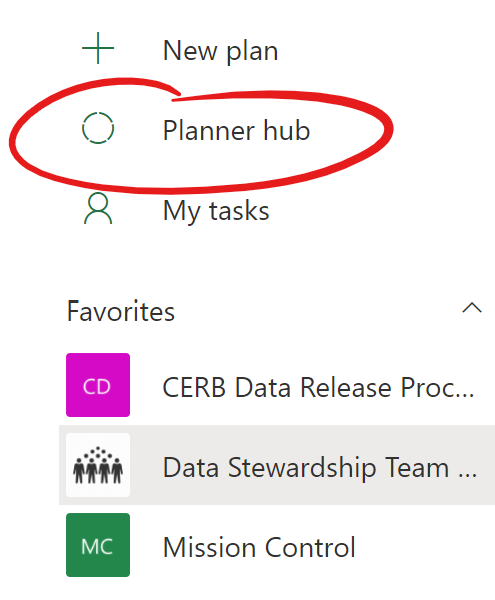 New plan
Planner hub
My tasks
Favorites
CD
CERB Data Release Proc...
Data Stewardship Team ...
MC
Mission Control